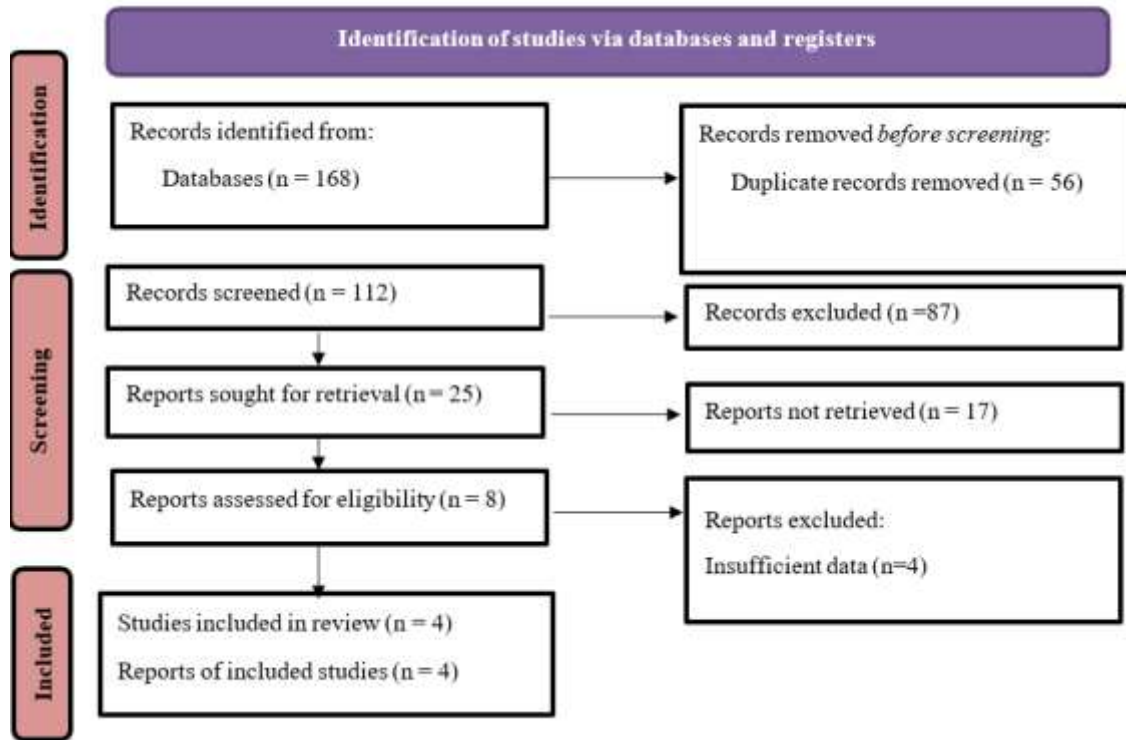 Identification of studies via databases and registers
Identification
Records identified from:
Databases (n = 168)
Records removed before screening:
Duplicate records removed (n = 56)
Screening
Records screened (n = 112)
Records excluded (n =87)
Reports sought for retrieval (n = 25)
Reports not retrieved (n = 17)
Reports assessed for eligibility (n = 8)
Reports excluded:
Insufficient data (n=4)
Included
Studies included in review (n = 4)
Reports of included studies (n = 4)